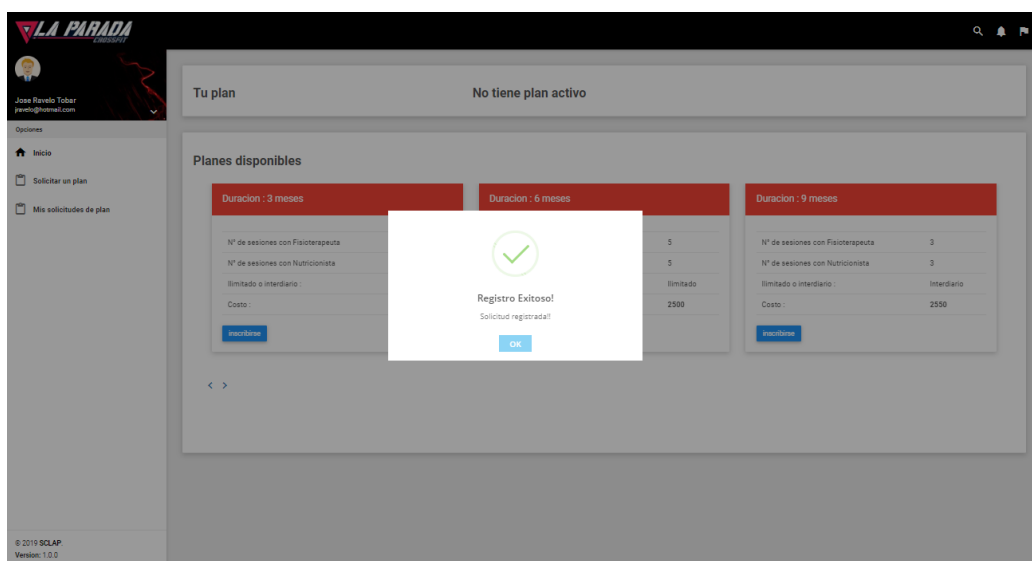 LA PARADA
CROSSFIT
Jose Ravelo Tobar
jravelo@hotmail.com
Opciones
Inicio
Solicitar un plan
Mis solicitudes de plan
© 2019 SCLAP.
Version: 1.0.0
Tu plan
No tiene plan activo
Planes disponibles
Duracion : 3 meses
N° de sesiones con Fisioterapeuta
N° de sesiones con Nutricionista
Ilimitado o interdiario :
Costo :
inscribirse
Duracion : 6 meses
5
5
Ilimitado
2500
Duracion : 9 meses
N° de sesiones con Fisioterapeuta 3
N° de sesiones con Nutricionista 3
Ilimitado o interdiario : Interdiario
Costo : 2550
inscribirse
Registro Exitoso!
Solicitud registrada!!
OK